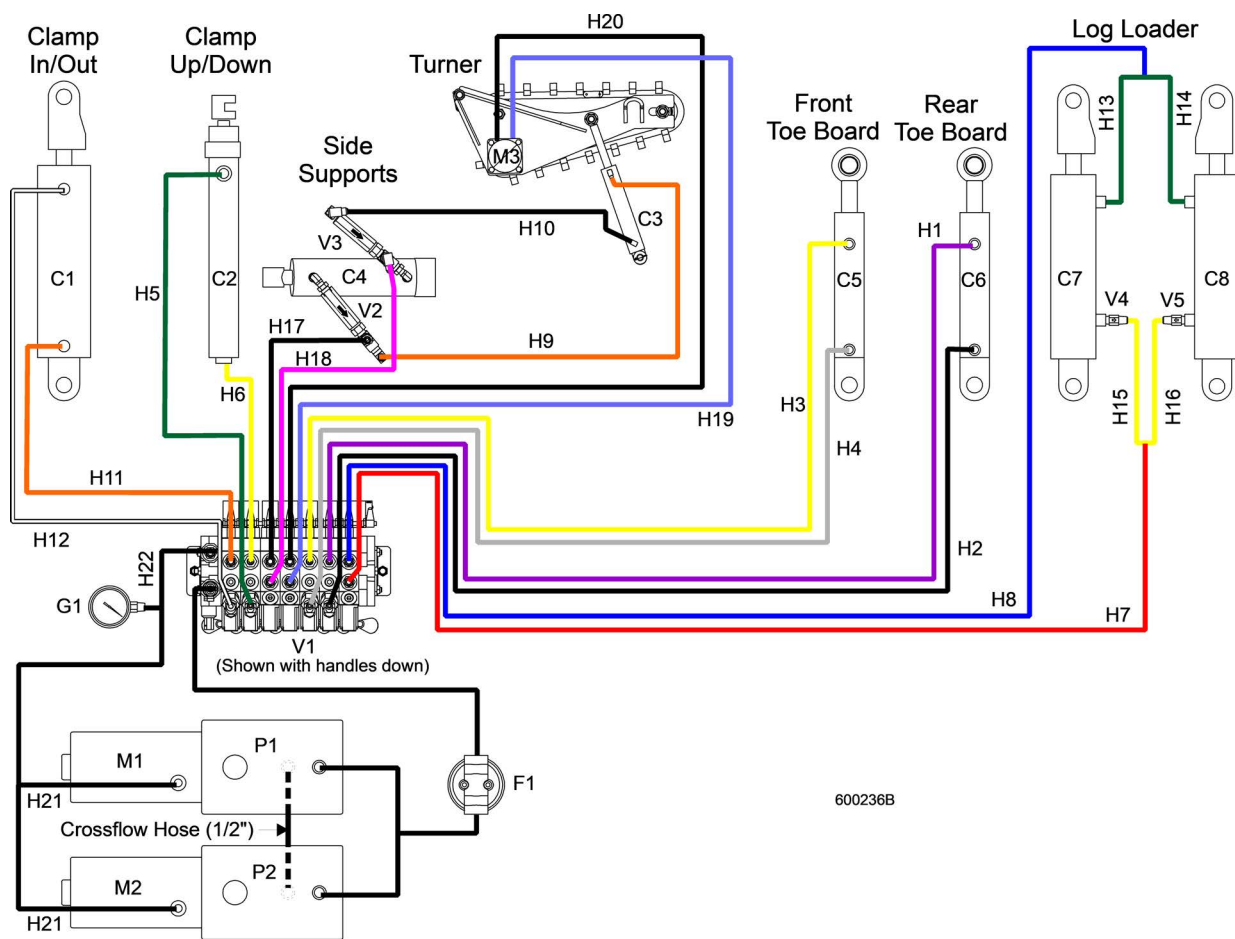 H20
Clamp
In/Out
Clamp
Up/Down
Turner
Log Loader
Front
Toe Board
Rear
Toe Board
Side
Supports
M3
H13
H14
H10
C3
V3
C4
V2
C1
H5
C2
H1
C5
C6
C7
V4
V5
C8
H17
H18
H9
H6
H3
H19
H4
H15
H16
H11
H12
H22
H2
H8
H7
G1
V1
(Shown with handles down)
P1
M1
F1
H21
600236B
Crossflow Hose (1/2")
P2
M2
H21